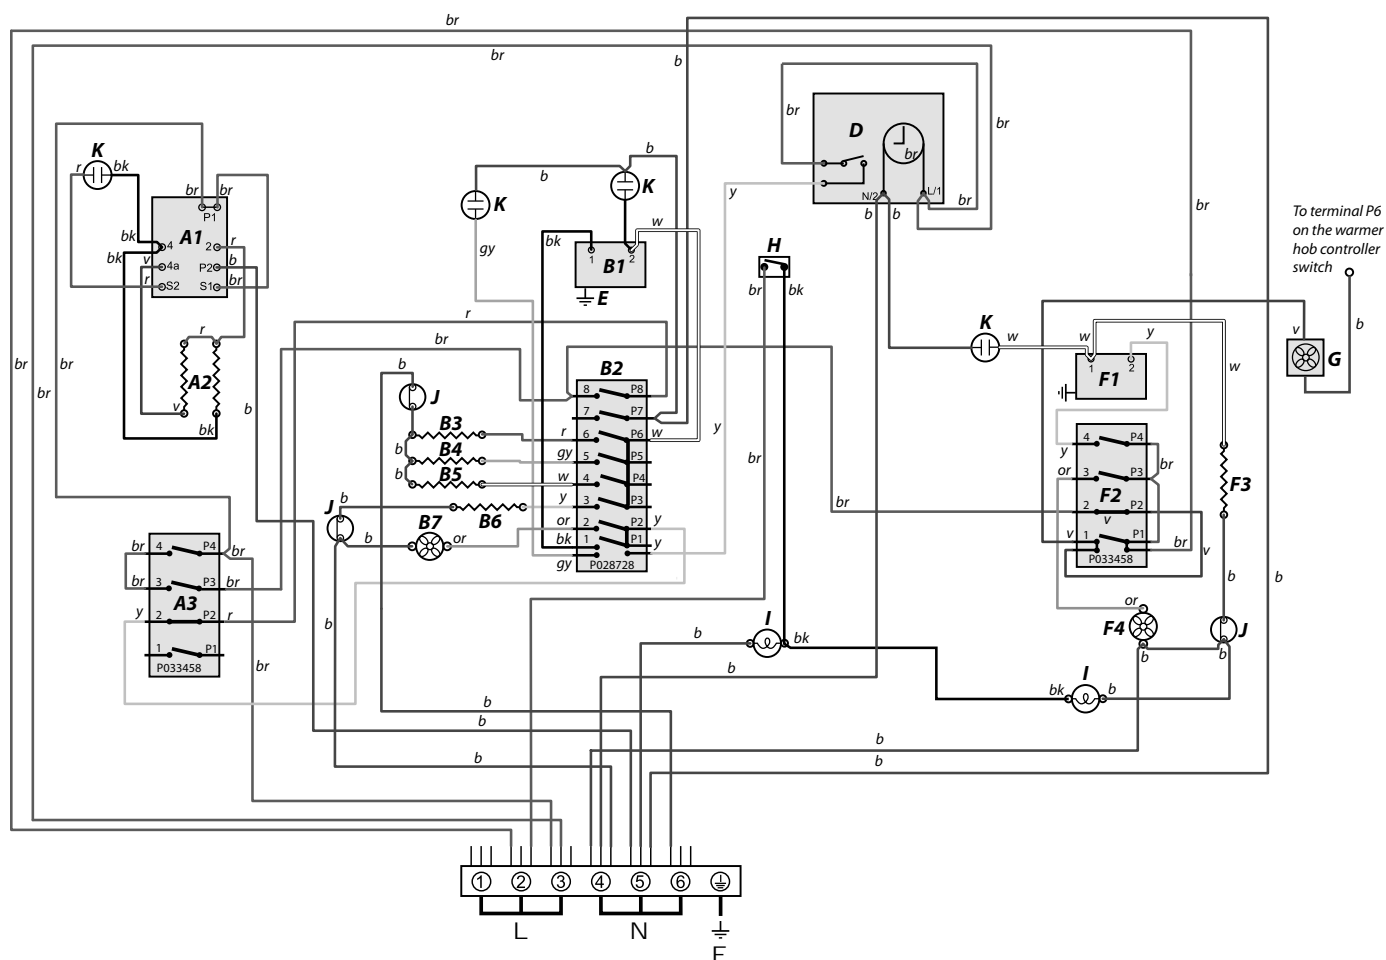 br
br
b
br
br
D
br
N/2
L/1
br
b
b
y
K
r
bk
br
br
P1
A1
bk
4
2
r
bk
v
4a
P2
b
r
S2
S1
br
r
A2
v
bk
b
br
br
br
b
b
K
K
gy
bk
w
1
2
B1
E
H
br
bk
br
To terminal P6
on the warmer
hob controller
switch
b
v
G
K
w
w
y
1
2
F1
w
r
br
b
J
B2
8
P8
7
P7
B3
r
6
P6
w
b
B4
gy
5
P5
b
B5
w
4
P4
J
b
B6
y
3
P3
B7
or
or
2
P2
y
b
bk
1
P1
y
gy
P028728
y
br
br
4
P4
y
br
or
3
P3
F2
2
P2
v
v
1
P1
br
v
P033458
F3
b
b
br
4
P4
br
br
3
P3
br
A3
y
2
P2
r
1
P1
P033458
br
b
I
b
bk
b
or
F4
J
b
b
I
bk
b
b
b
b
b
b
1
2
3
4
5
6
L
N
E